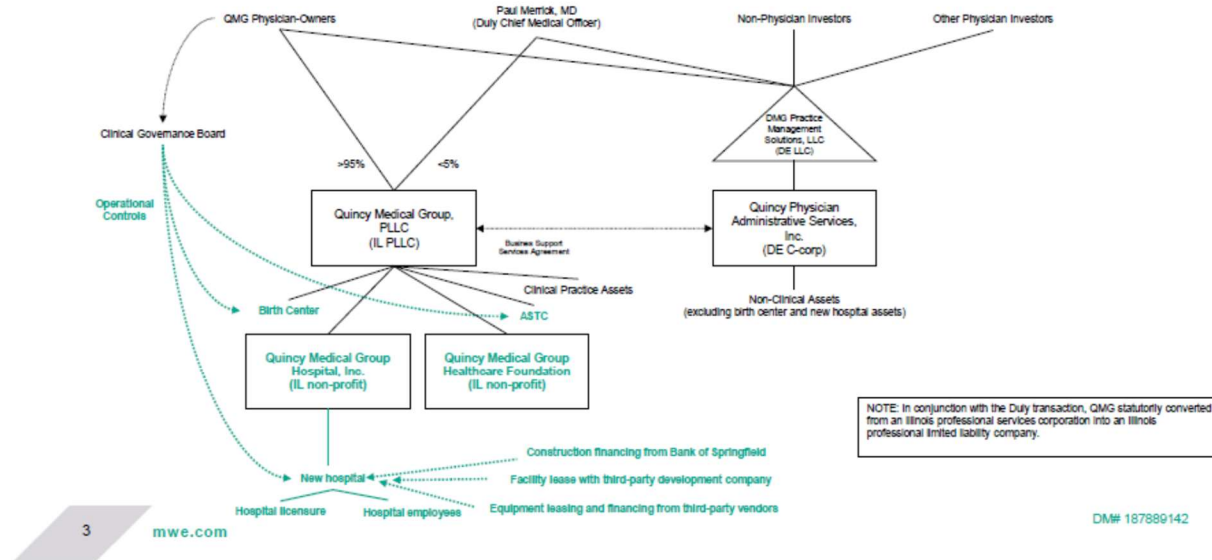 QMG Physician-Owners
Paul Merrick, MD
(Duly Chief Medical Officer)
Non-Physician Investors
Other Physician Investors
Clinical Governance Board
DMG Practice
Management
Solutions, LLC
(DE LLC)
>95%
<5%
Operational
Controls
Quincy Medical Group,
PLLC
(IL PLLC)
Business Support
Services Agreement
Quincy Physician
Administrative Services,
Inc.
(DE C-corp)
Clinical Practice Assets
Birth Center
ASTC
Non-Clinical Assets
(excluding birth center and new hospital assets)
Quincy Medical Group
Hospital, Inc.
(IL non-profit)
Quincy Medical Group
Healthcare Foundation
(IL non-profit)
NOTE: In conjunction with the Duly transaction, QMG statutorily converted
from an Illinois professional services corporation into an Illinois
professional limited liability company.
Construction financing from Bank of Springfield
New hospital
Facility lease with third-party development company
Hospital licensure
Hospital employees
Equipment leasing and financing from third-party vendors
3
mwe.com
DM# 187889142